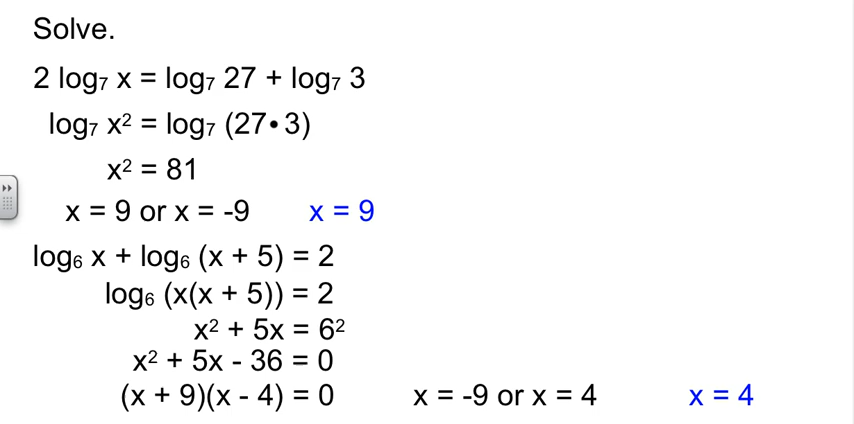 Solve.
2 log₇ x = log₇ 27 + log₇ 3
log₇ x² = log₇ (27•3)
x² = 81
x = 9 or x = -9 x = 9
log₆ x + log₆ (x + 5) = 2
log₆ (x(x + 5)) = 2
x² + 5x = 6²
x² + 5x - 36 = 0
(x + 9)(x - 4) = 0 x = -9 or x = 4 x = 4